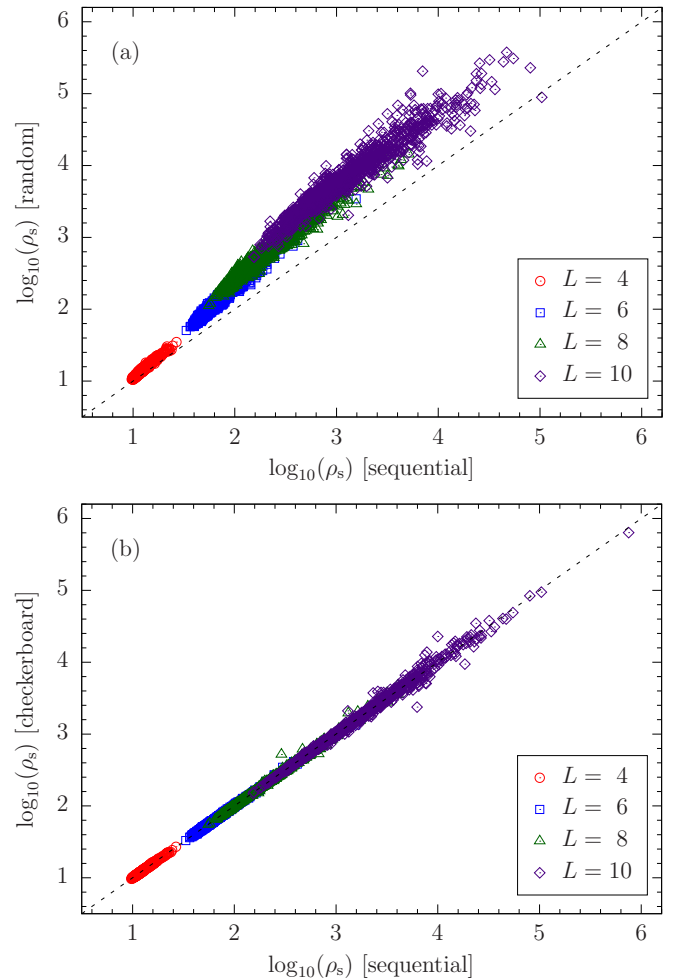 6
5
4
3
2
1
1 2 3 4 5 6
log₁₀(ρₛ) [random]
log₁₀(ρₛ) [sequential]
(a)
L = 4
L = 6
L = 8
L = 10
6
5
4
3
2
1
1 2 3 4 5 6
log₁₀(ρₛ) [checkerboard]
log₁₀(ρₛ) [sequential]
(b)
L = 4
L = 6
L = 8
L = 10